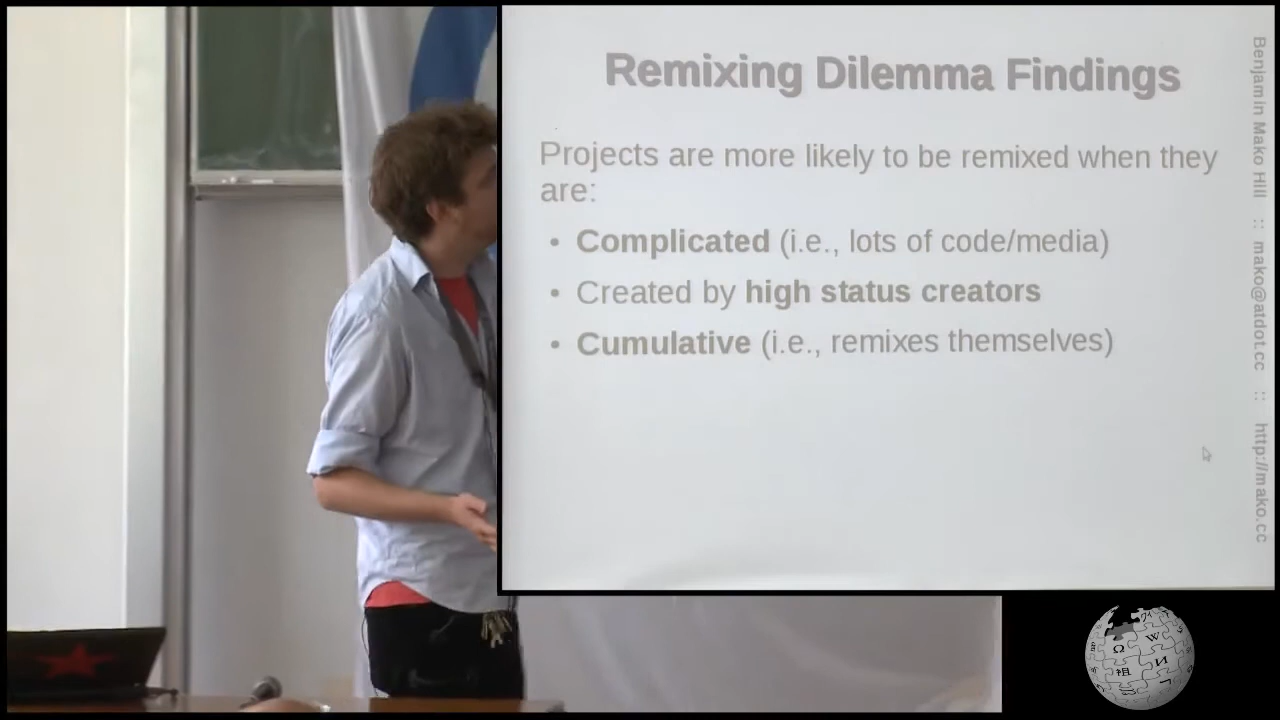 Remixing Dilemma Findings
Projects are more likely to be remixed when they
are:
• Complicated (i.e., lots of code/media)
• Created by high status creators
• Cumulative (i.e., remixes themselves)
Benjamin Mako Hill :: mako@atdot.cc :: http://mako.cc
Ω W И 祖